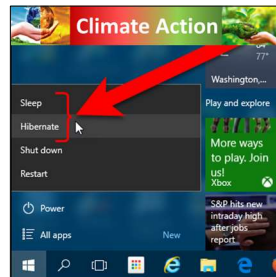 Climate Action
77°
Washington,...
Sleep
Play and explore
Hibernate
Shut down
More ways
to play. Join
us!
Restart
Xbox
Power
S&P hits new
intraday high
after jobs
report
All apps
New